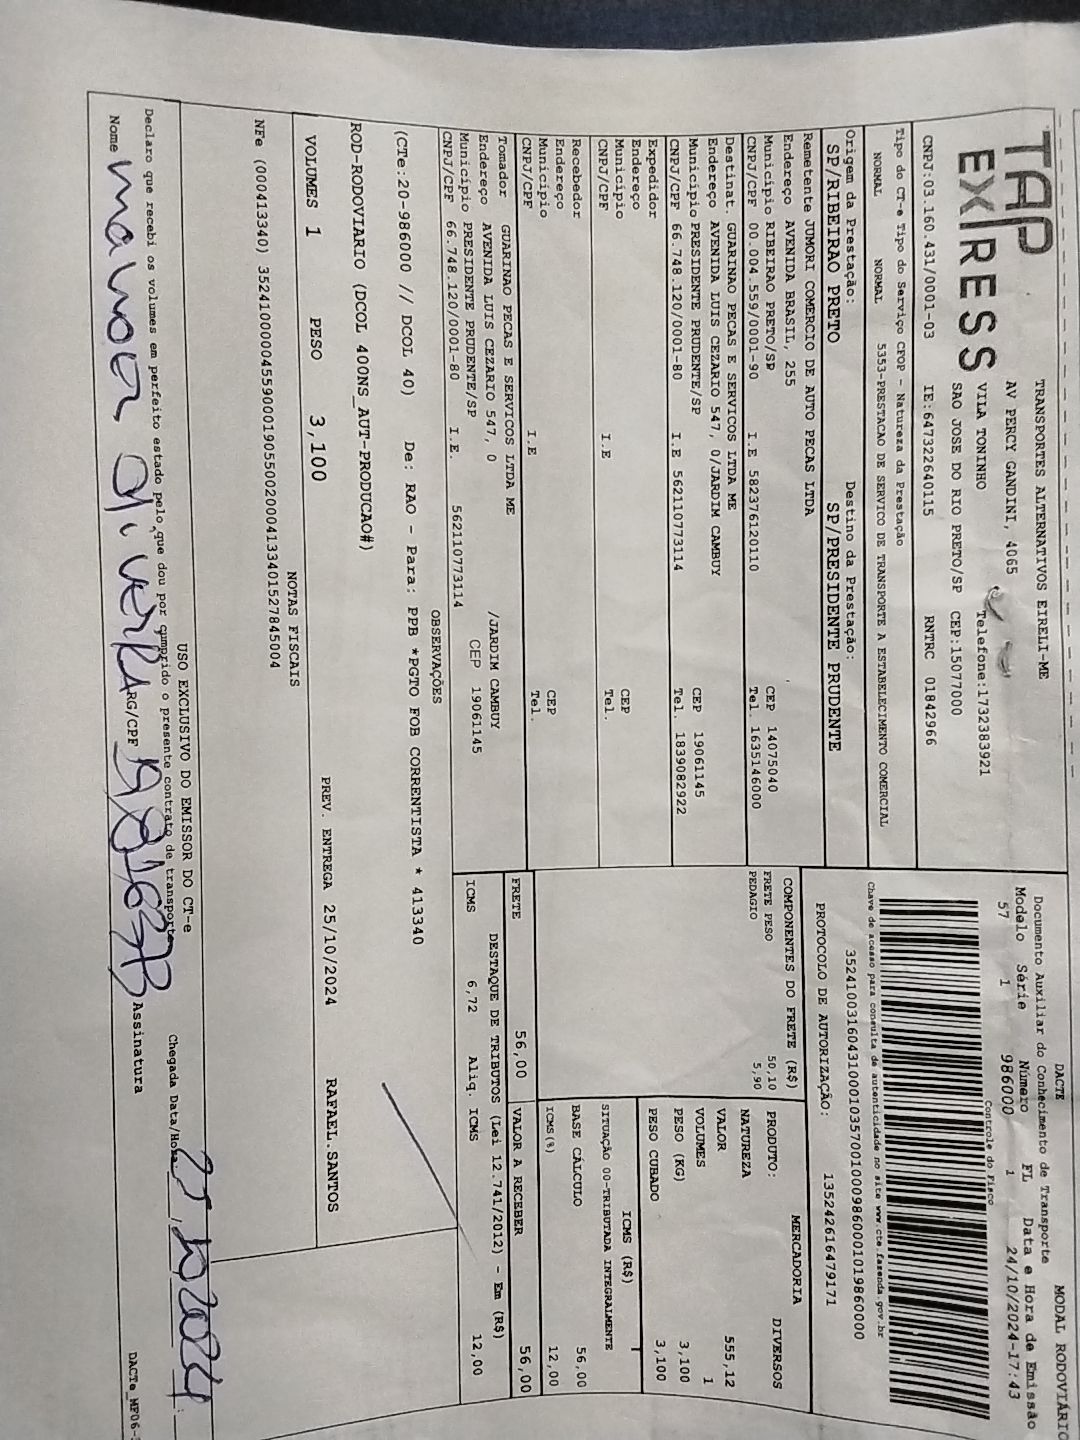 TAP EXPRESS
TRANSPORTES ALTERNATIVOS EIRELI-ME
AV PERCY GANDINI, 4065
VILA TONINHO Telefone:1732383921
SAO JOSE DO RIO PRETO/SP CEP:15077000
CNPJ:03.160.431/0001-03 IE:647322640115 RNTRC 01842966
DACTE MODAL RODOVIÁRIO
Documento Auxiliar do Conhecimento de Transporte
Modelo Série Número FL Data e Hora de Emissão
57 1 986000 1 24/10/2024-17:43
Controle do Fisco
Chave de acesso para consulta de autenticidade no site www.cte.fazenda.gov.br
35241003160431000103570010009860001019860000
PROTOCOLO DE AUTORIZAÇÃO: 135242616479171
Tipo do CT-e Tipo do Serviço CFOP - Natureza da Prestação
NORMAL NORMAL 5353-PRESTACAO DE SERVICO DE TRANSPORTE A ESTABELECIMENTO COMERCIAL
Origem da Prestação: Destino da Prestação:
SP/RIBEIRAO PRETO SP/PRESIDENTE PRUDENTE
Remetente JUMORI COMERCIO DE AUTO PECAS LTDA
Endereço AVENIDA BRASIL, 255
Município RIBEIRAO PRETO/SP CEP 14075040
CNPJ/CPF 00.004.559/0001-90 I.E 582376120110 Tel. 1635146000
Destinat. GUARINAO PECAS E SERVICOS LTDA ME
Endereço AVENIDA LUIS CEZARIO 547, 0/JARDIM CAMBUY
Município PRESIDENTE PRUDENTE/SP CEP 19061145
CNPJ/CPF 66.748.120/0001-80 I.E 562110773114 Tel. 1839082922
Expedidor
Endereço
Município CEP
CNPJ/CPF I.E Tel.
Recebedor
Endereço
Município CEP
CNPJ/CPF I.E Tel.
Tomador GUARINAO PECAS E SERVICOS LTDA ME
Endereço AVENIDA LUIS CEZARIO 547, 0 /JARDIM CAMBUY
Município PRESIDENTE PRUDENTE/SP CEP 19061145
CNPJ/CPF 66.748.120/0001-80 I.E. 562110773114
COMPONENTES DO FRETE (R$)
FRETE PESO 50,10
PEDAGIO 5,90
MERCADORIA
PRODUTO: DIVERSOS
NATUREZA
VALOR 555,12
VOLUMES 1
PESO (KG) 3,100
PESO CUBADO 3,100
ICMS (R$)
SITUAÇÃO 00-TRIBUTADA INTEGRALMENTE
BASE CÁLCULO 56,00
ICMS(%) 12,00
FRETE 56,00 VALOR A RECEBER 56,00
DESTAQUE DE TRIBUTOS (Lei 12.741/2012) - Em (R$)
ICMS 6,72 Aliq. ICMS 12,00
OBSERVAÇÕES
(CTe:20-986000 // DCOL 40) De: RAO - Para: PPB *PGTO FOB CORRENTISTA * 413340
ROD-RODOVIARIO (DCOL 400NS_AUT-PRODUCAO#)
VOLUMES 1 PESO 3,100 PREV. ENTREGA 25/10/2024 RAFAEL.SANTOS
NOTAS FISCAIS
NFe (000413340) 35241000004559000190550020004133401527845004
USO EXCLUSIVO DO EMISSOR DO CT-e
Declaro que recebi os volumes em perfeito estado pelo que dou por cumprido o presente contrato de transporte
Chegada Data/Hora: 25, 10 2024 :
Nome RG/CPF Assinatura
DACTe_MP06-